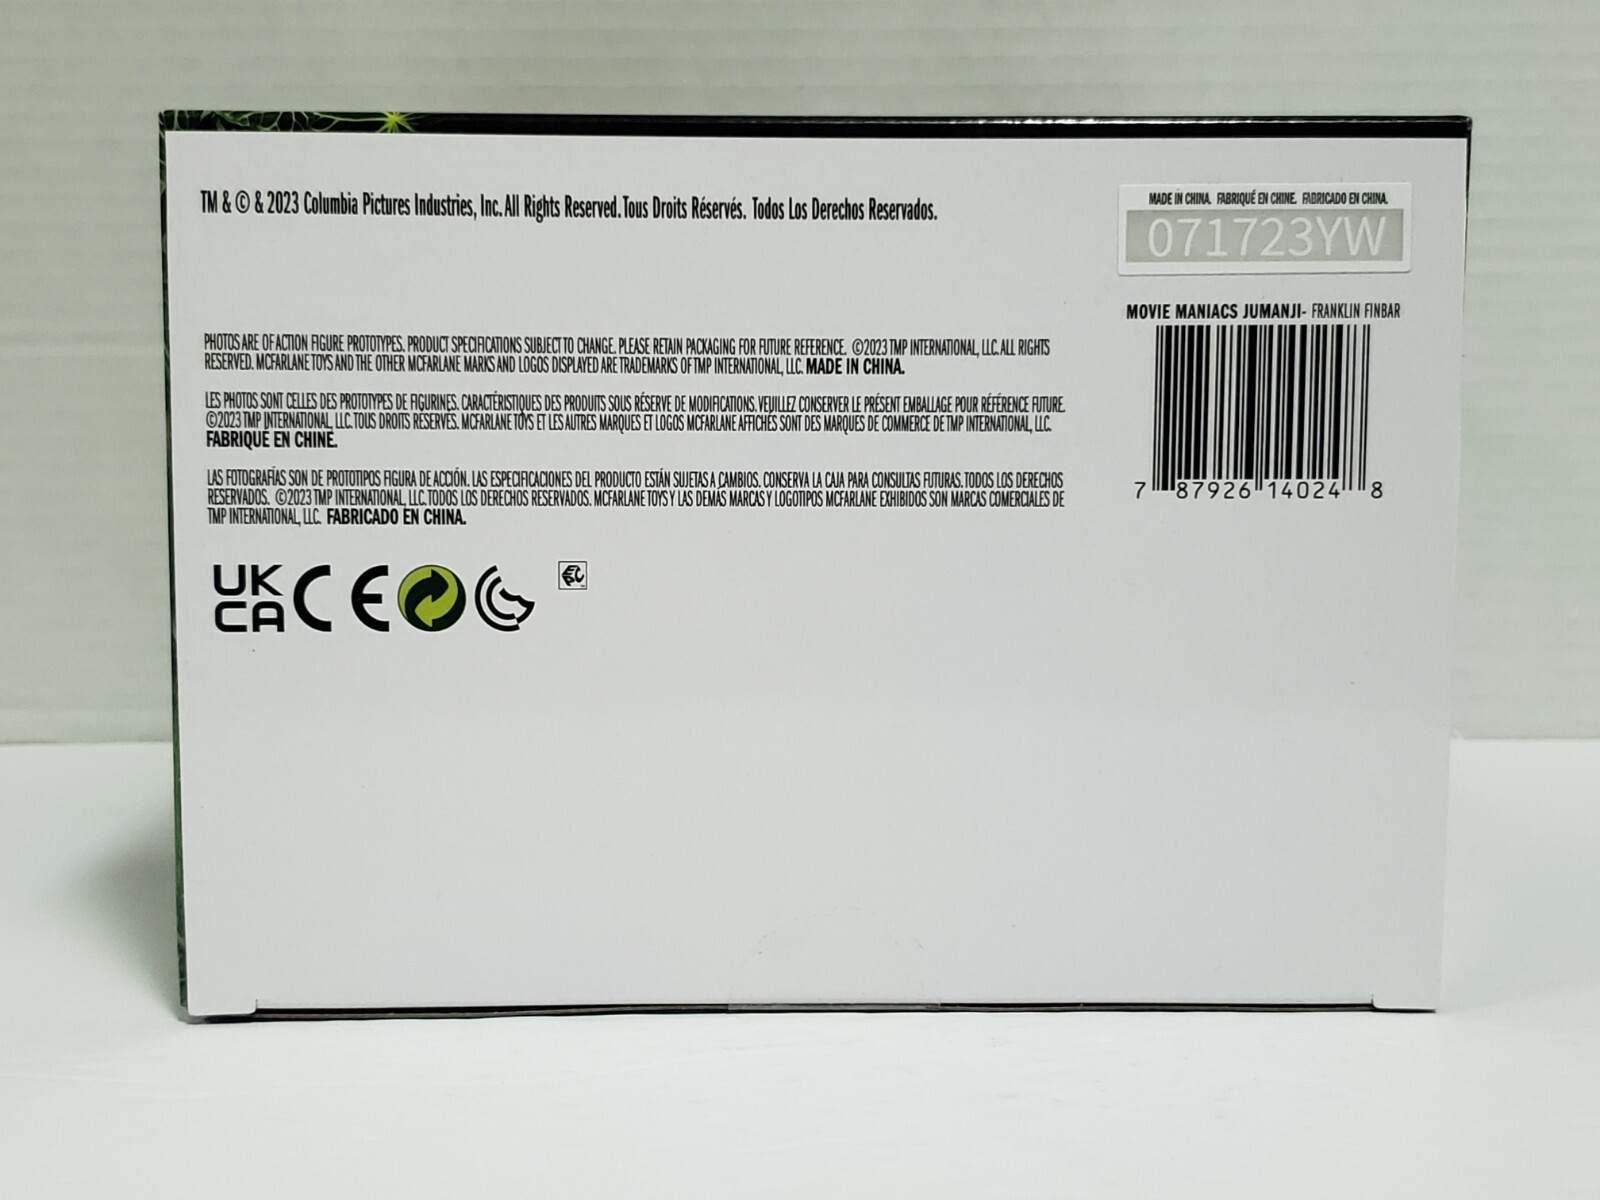 TM & © & 2023 Columbia Pictures Industries, Inc. All Rights Reserved. Tous Droits Réservés. Todos Los Derechos Reservados.
MADE IN CHINA. FABRIQUÉ EN CHINE. FABRICADO EN CHINA.
071723YW
MOVIE MANIACS JUMANJI- FRANKLIN FINBAR
7 87926 14024 8
PHOTOS ARE OF ACTION FIGURE PROTOTYPES. PRODUCT SPECIFICATIONS SUBJECT TO CHANGE. PLEASE RETAIN PACKAGING FOR FUTURE REFERENCE. ©2023 TMP INTERNATIONAL, LLC. ALL RIGHTS
RESERVED. MCFARLANE TOYS AND THE OTHER MCFARLANE MARKS AND LOGOS DISPLAYED ARE TRADEMARKS OF TMP INTERNATIONAL, LLC. MADE IN CHINA.
LES PHOTOS SONT CELLES DES PROTOTYPES DE FIGURINES. CARACTÉRISTIQUES DES PRODUITS SOUS RÉSERVE DE MODIFICATIONS. VEUILLEZ CONSERVER LE PRÉSENT EMBALLAGE POUR RÉFÉRENCE FUTURE.
©2023 TMP INTERNATIONAL, LLC. TOUS DROITS RÉSERVÉS. MCFARLANE TOYS ET LES AUTRES MARQUES ET LOGOS MCFARLANE AFFICHÉS SONT DES MARQUES DE COMMERCE DE TMP INTERNATIONAL, LLC.
FABRIQUÉ EN CHINE.
LAS FOTOGRAFÍAS SON DE PROTOTIPOS FIGURA DE ACCIÓN. LAS ESPECIFICACIONES DEL PRODUCTO ESTÁN SUJETAS A CAMBIOS. CONSERVA LA CAJA PARA CONSULTAS FUTURAS. TODOS LOS DERECHOS
RESERVADOS. ©2023 TMP INTERNATIONAL, LLC. TODOS LOS DERECHOS RESERVADOS. MCFARLANE TOYS Y LAS DEMÁS MARCAS Y LOGOTIPOS MCFARLANE EXHIBIDOS SON MARCAS COMERCIALES DE
TMP INTERNATIONAL, LLC. FABRICADO EN CHINA.
UK
CA CE